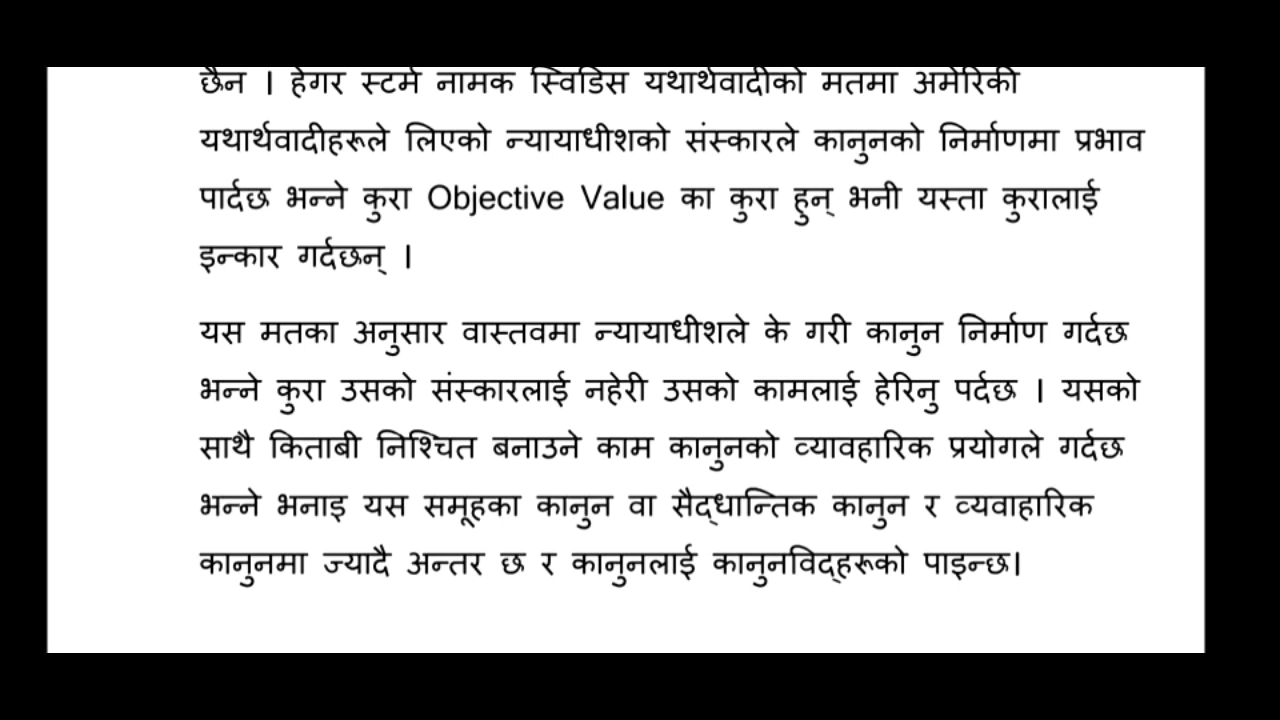 छैन । हेगर स्टर्म नामक स्विडिस यथार्थवादीको मतमा अमेरिकी
यथार्थवादीहरूले लिएको न्यायाधीशको संस्कारले कानुनको निर्माणमा प्रभाव
पार्दछ भन्ने कुरा Objective Value का कुरा हुन् भनी यस्ता कुरालाई
इन्कार गर्दछन् ।
यस मतका अनुसार वास्तवमा न्यायाधीशले के गरी कानुन निर्माण गर्दछ
भन्ने कुरा उसको संस्कारलाई नहेरी उसको कामलाई हेरिनु पर्दछ । यसको
साथै किताबी निश्चित बनाउने काम कानुनको व्यावहारिक प्रयोगले गर्दछ
भन्ने भनाइ यस समूहका कानुन वा सैद्धान्तिक कानुन र व्यवाहारिक
कानुनमा ज्यादै अन्तर छ र कानुनलाई कानुनविद्हरूको पाइन्छ।